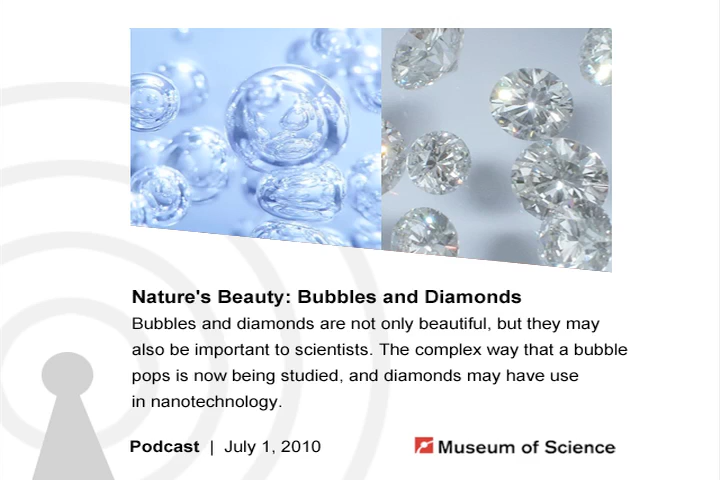 Nature's Beauty: Bubbles and Diamonds
Bubbles and diamonds are not only beautiful, but they may
also be important to scientists. The complex way that a bubble
pops is now being studied, and diamonds may have use
in nanotechnology.
Podcast | July 1, 2010
Museum of Science